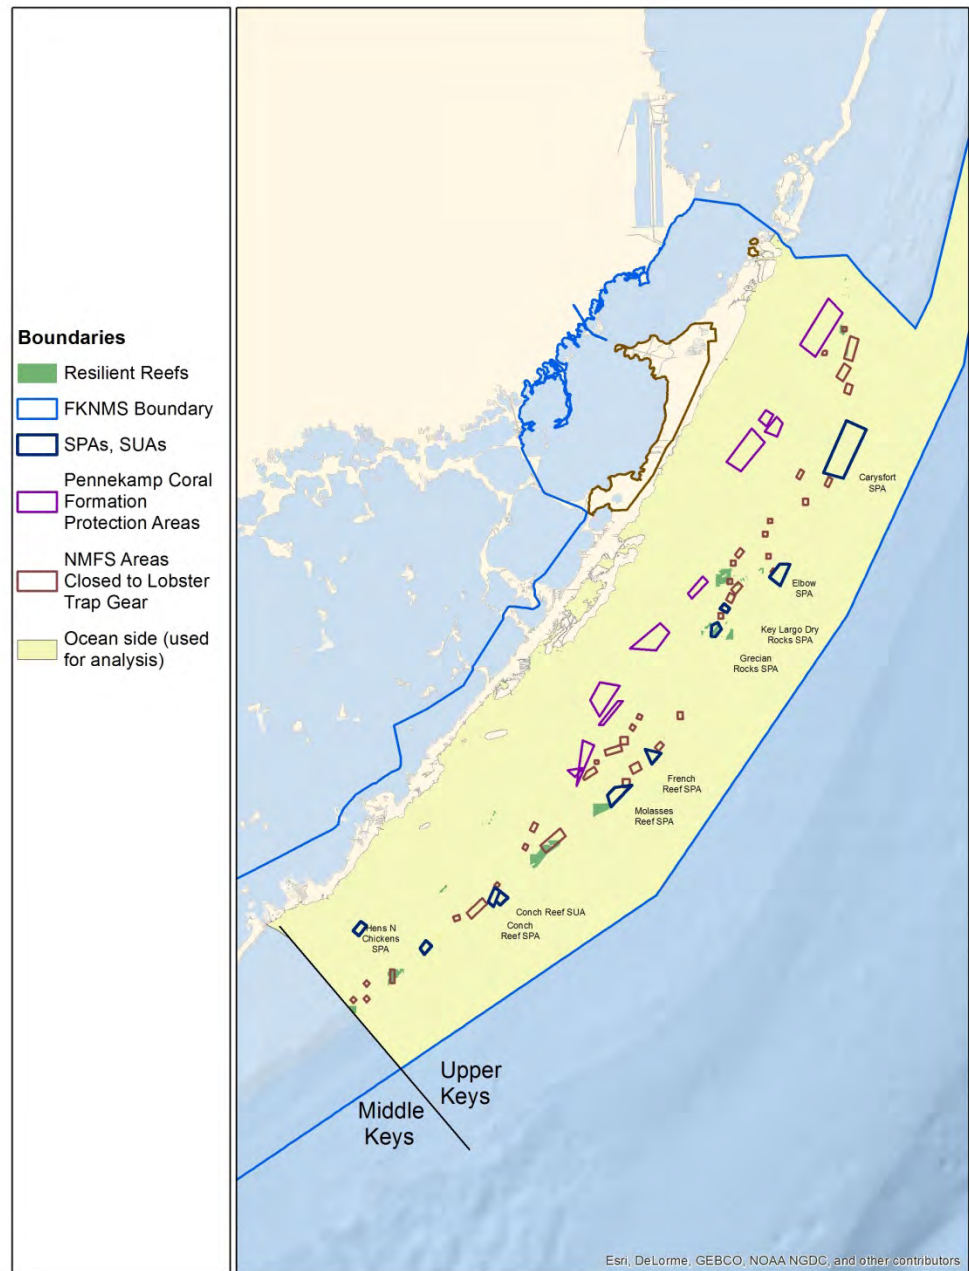 Boundaries
Resilient Reefs
FKNMS Boundary
SPAs, SUAs
Pennekamp Coral
Formation
Protection Areas
NMFS Areas
Closed to Lobster
Trap Gear
Ocean side (used
for analysis)
Carysfort
SPA
Elbow
SPA
Key Largo Dry
Rocks SPA
Grecian
Rocks SPA
French
Reef SPA
Molasses
Reef SPA
Conch Reef SUA
Conch
Reef SPA
Hens N
Chickens
SPA
Upper
Keys
Middle
Keys
Esri, DeLorme, GEBCO, NOAA NGDC, and other contributors